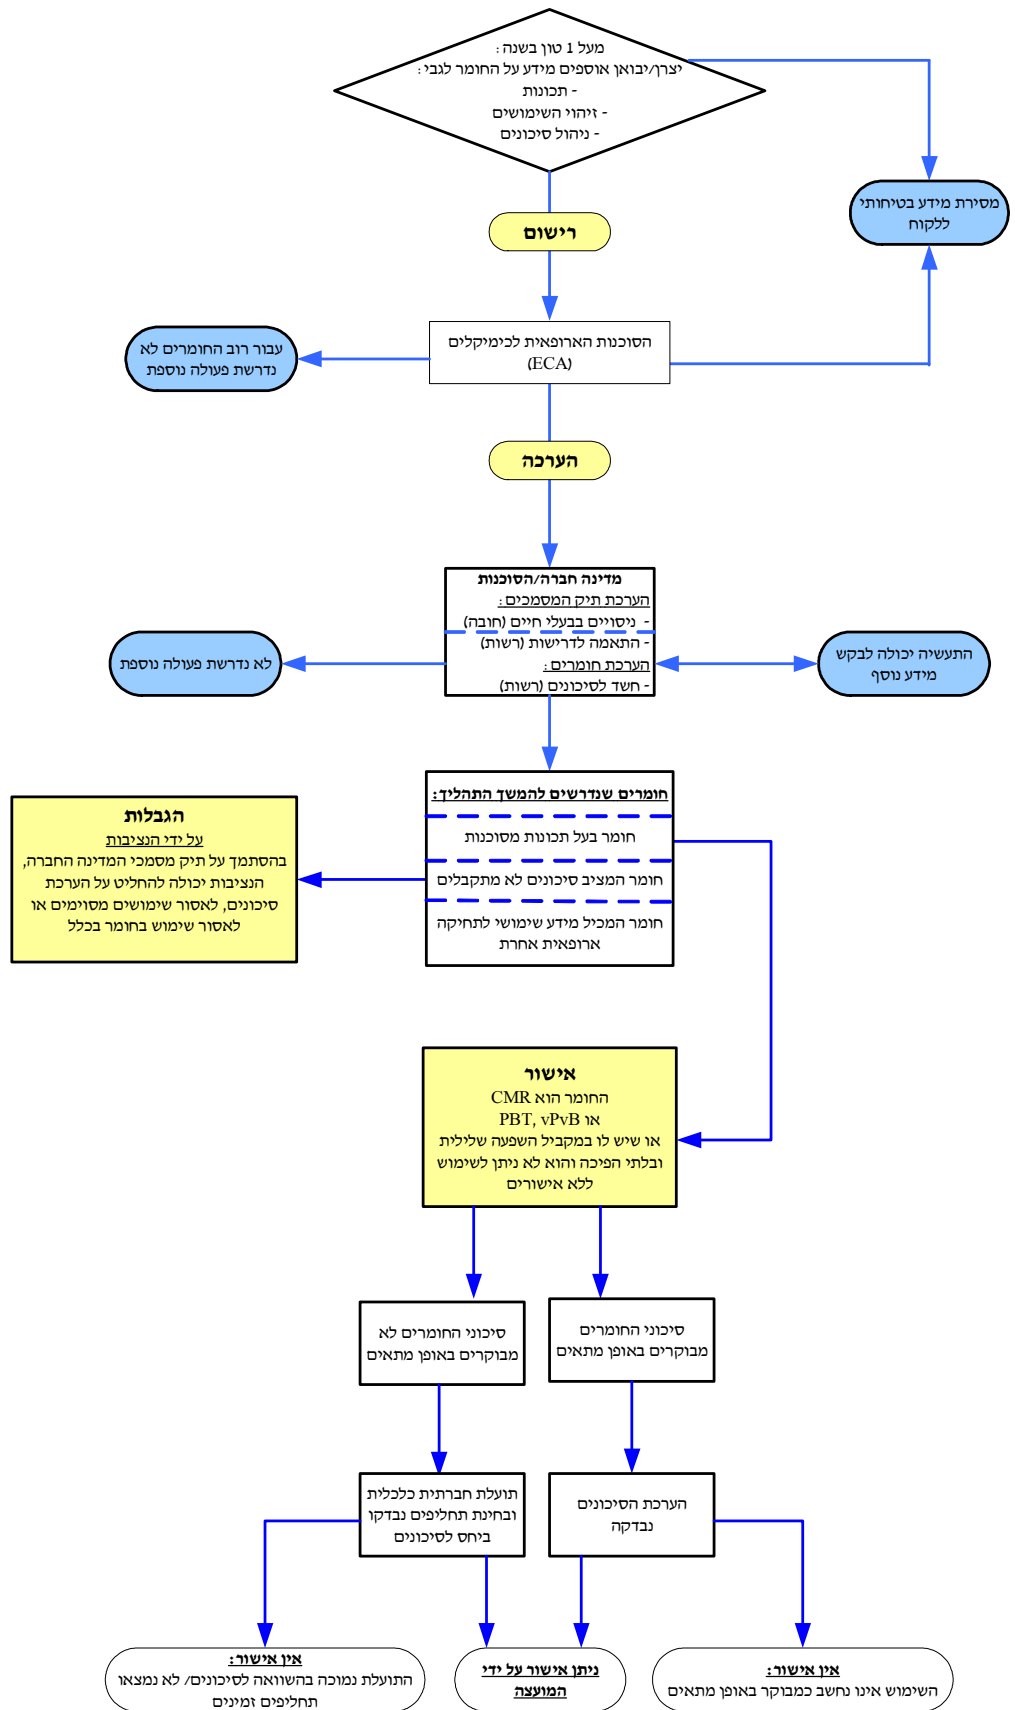 מעל 1 טון בשנה:
יצרן/יבואן אוספים מידע על החומר לגבי:
- תכונות
- זיהוי השימושים
- ניהול סיכונים
מסירת מידע בטיחותי
ללקוח
רישום
הסוכנות הארופאית לכימיקלים
(ECA)
עבור רוב החומרים לא
נדרשת פעולה נוספת
הערכה
מדינה חברה/הסוכנות
הערכת תיק המסמכים:
- ניסויים בבעלי חיים (חובה)
- התאמה לדרישות (רשות)
הערכת חומרים:
- חשד לסיכונים (רשות)
התעשיה יכולה לבקש
מידע נוסף
לא נדרשת פעולה נוספת
חומרים שנדרשים להמשך התהליך:
חומר בעל תכונות מסוכנות
חומר המציב סיכונים לא מתקבלים
חומר המכיל מידע שימושי לתחיקה
ארופאית אחרת
הגבלות
על ידי הנציבות
בהסתמך על תיק מסמכי המדינה החברה,
הנציבות יכולה להחליט על הערכת
סיכונים, לאסור שימושים מסוימים או
לאסור שימוש בחומר בכלל
אישור
החומר הוא CMR
או PBT, vPvB
או שיש לו במקביל השפעה שלילית
ובלתי הפיכה והוא לא ניתן לשימוש
ללא אישורים
סיכוני החומרים
מבוקרים באופן מתאים
סיכוני החומרים לא
מבוקרים באופן מתאים
הערכת הסיכונים
נבדקה
תועלת חברתית כלכלית
ובחינת תחליפים נבדקו
ביחס לסיכונים
אין אישור:
השימוש אינו נחשב כמבוקר באופן מתאים
ניתן אישור על ידי
המועצה
אין אישור:
התועלת נמוכה בהשוואה לסיכונים/ לא נמצאו
תחליפים זמינים